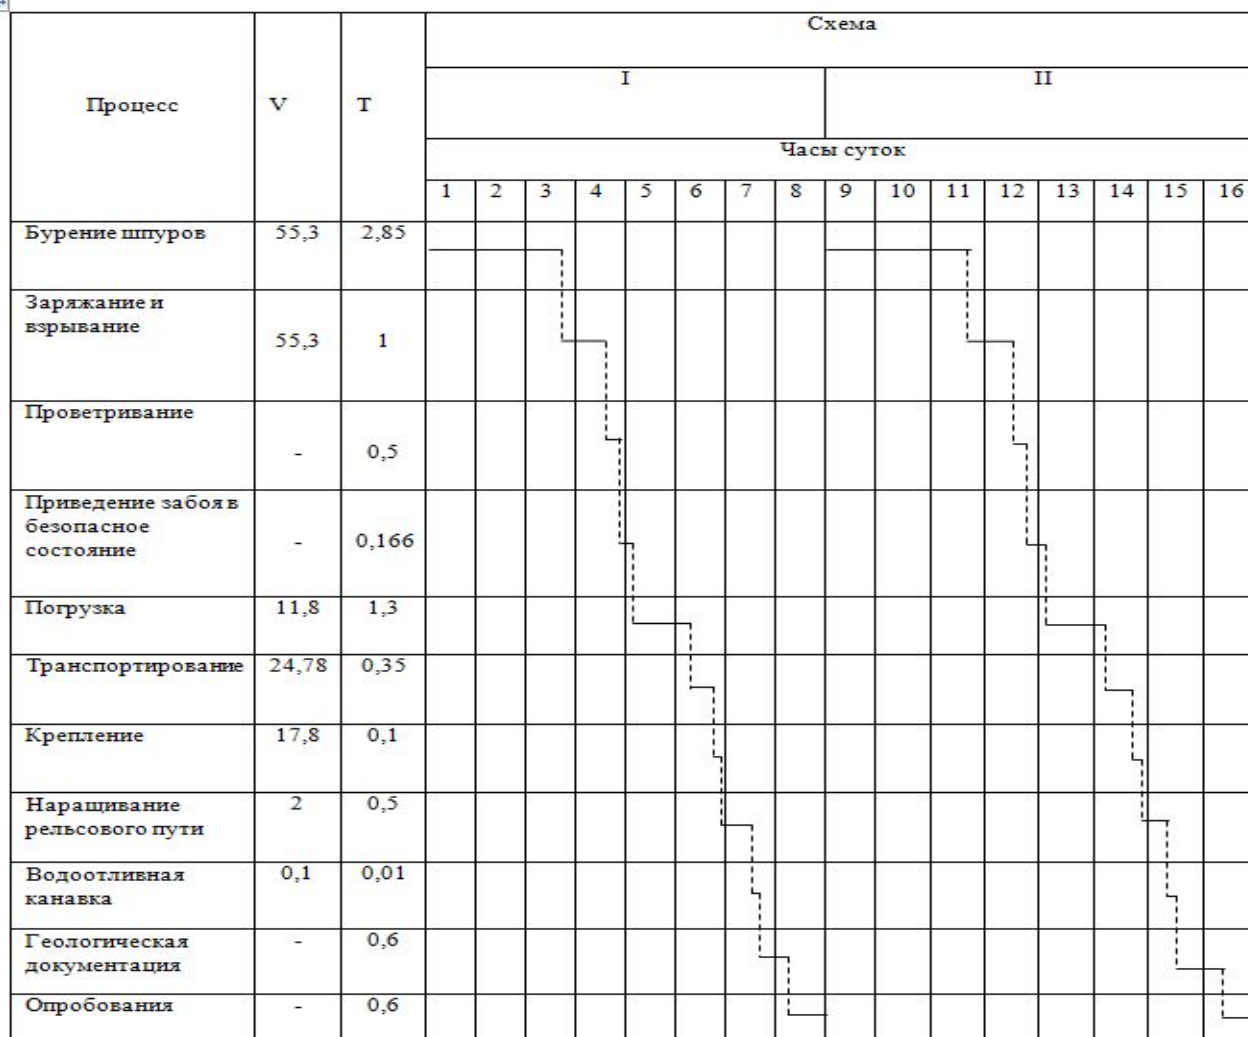 Схема
I II
Процесс V T
Часы суток
1 2 3 4 5 6 7 8 9 10 11 12 13 14 15 16
Бурение шпуров 55,3 2,85
Заряжание и
взрывание
55,3 1
Проветривание
- 0,5
Приведение забоя в
безопасное
состояние
- 0,166
Погрузка 11,8 1,3
Транспортирование 24,78 0,35
Крепление 17,8 0,1
Наращивание 2 0,5
рельсового пути
Водоотливная 0,1 0,01
канавка
Геологическая - 0,6
документация
Опробования - 0,6